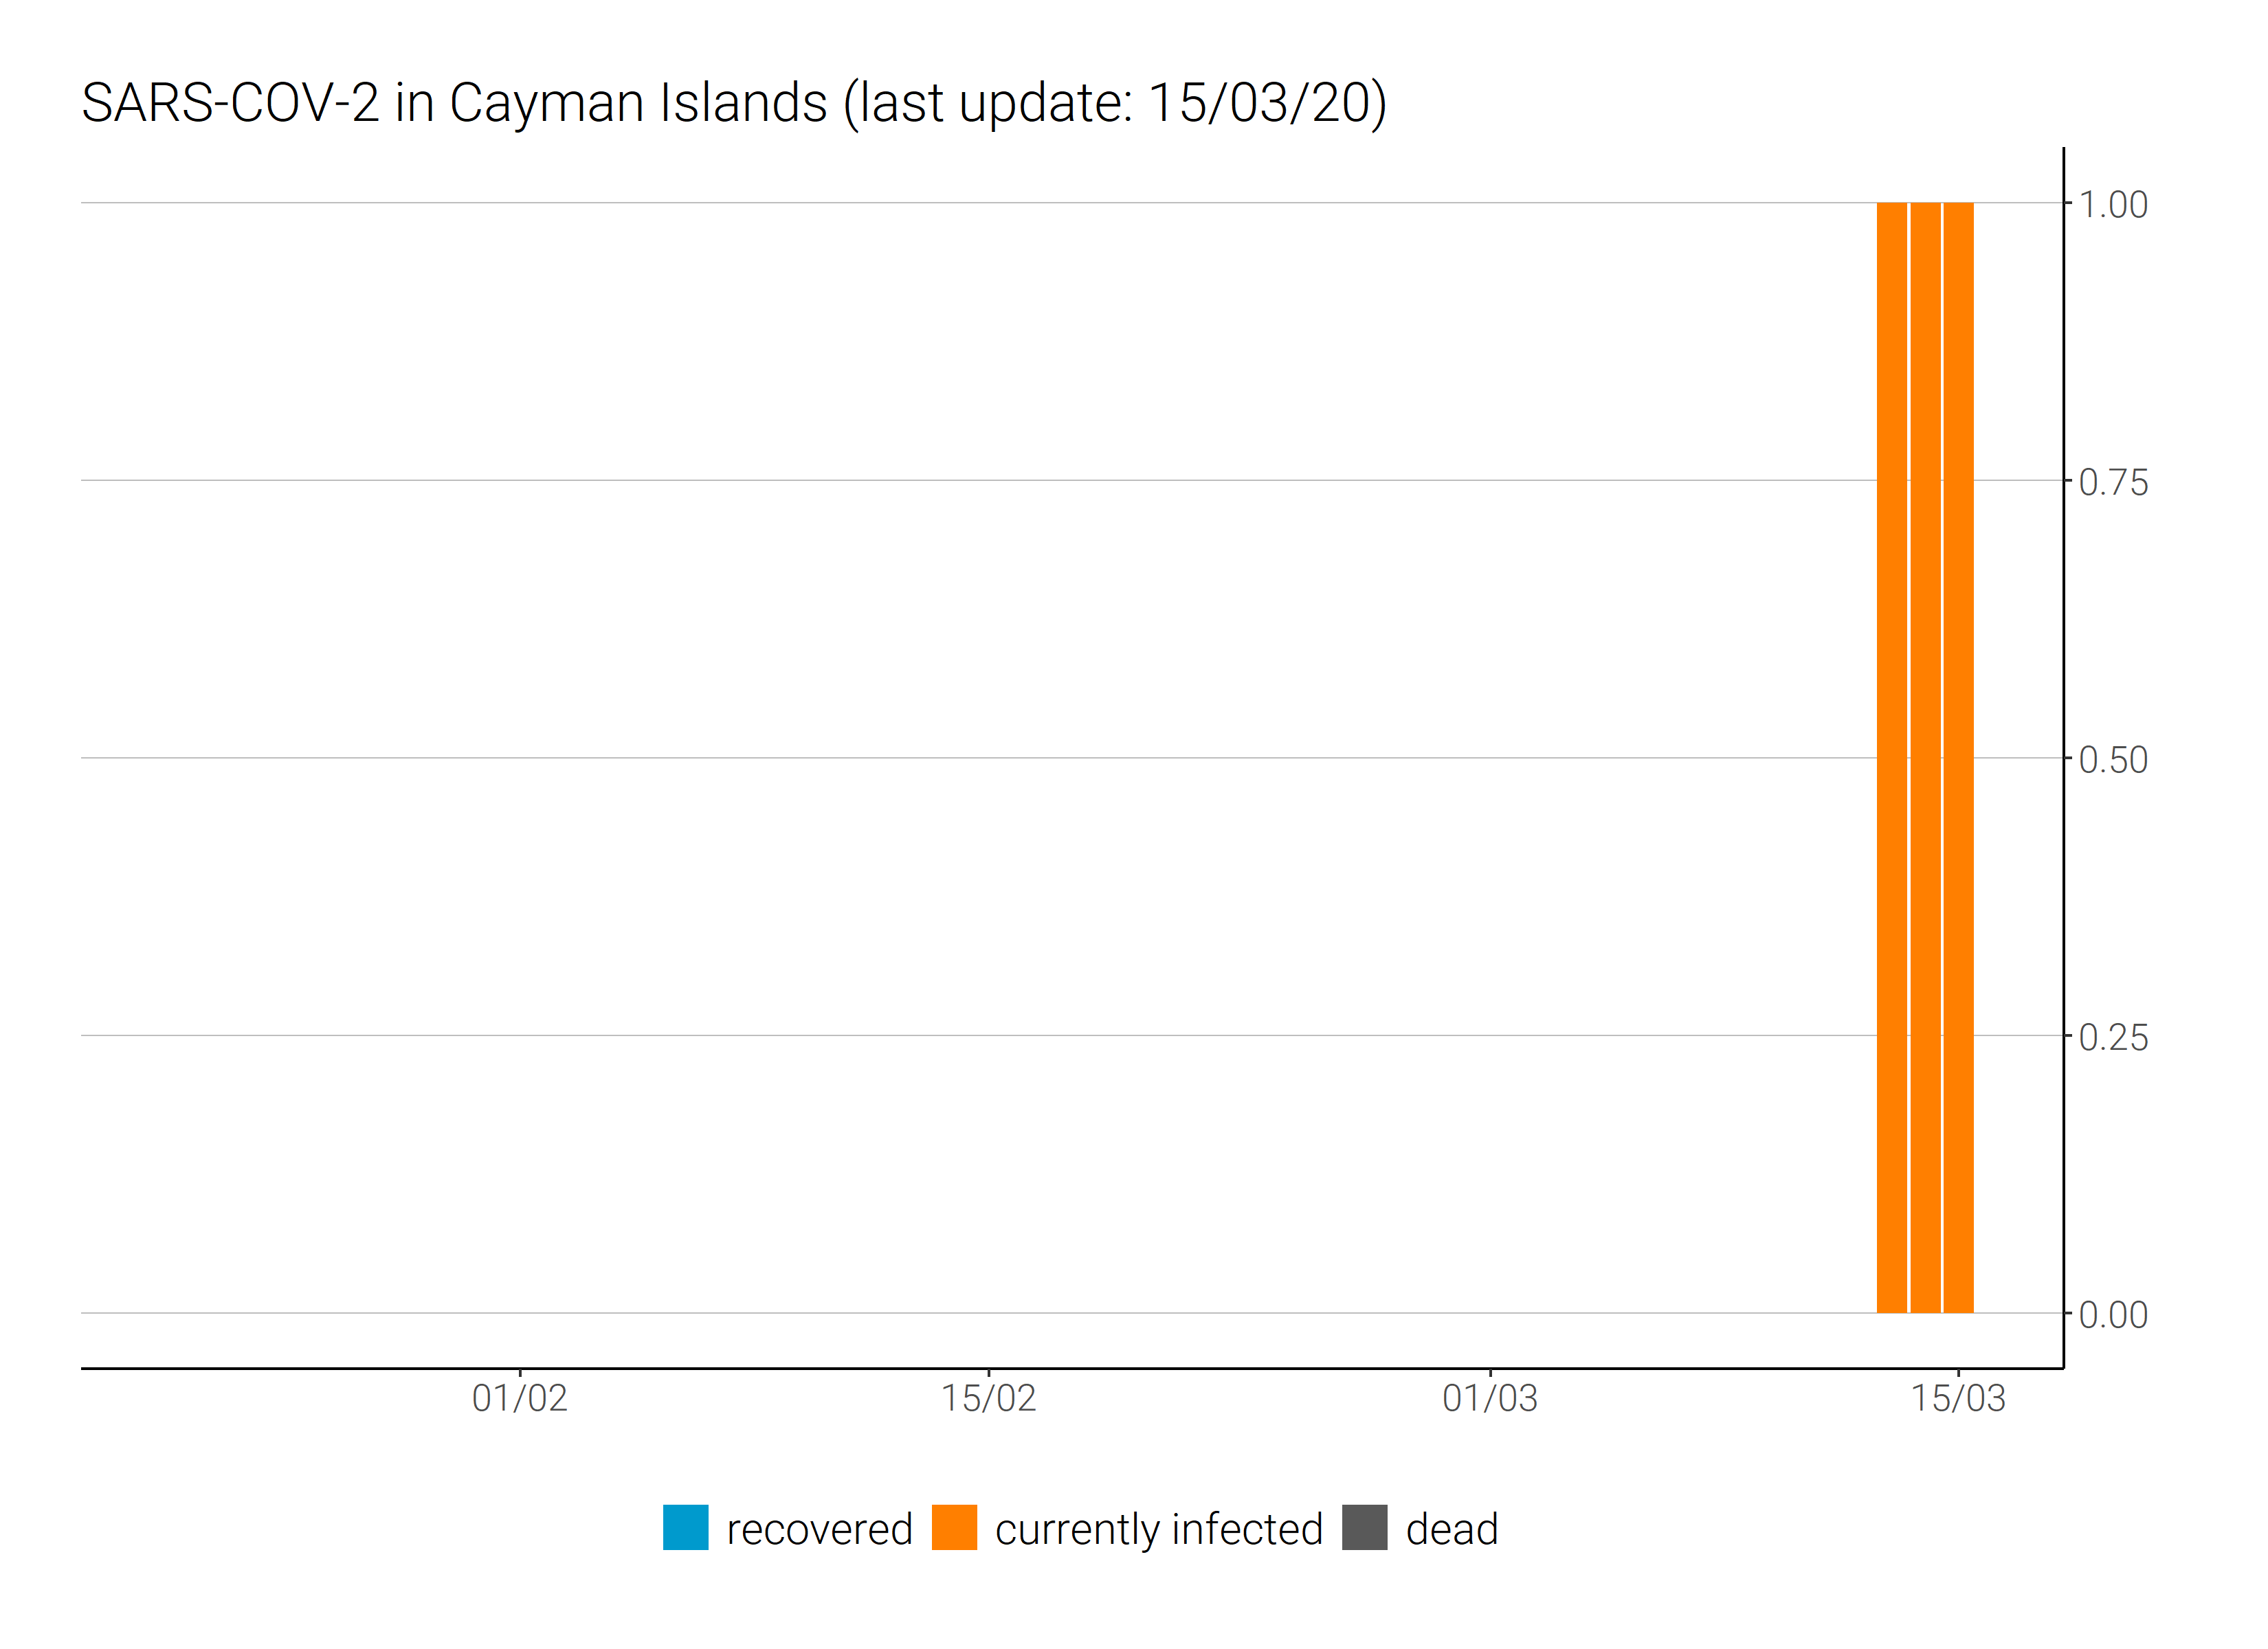 SARS-COV-2 in Cayman Islands (last update: 15/03/20)
1.00
0.75
0.50
0.25
0.00
01/02 15/02 01/03 15/03
recovered currently infected dead